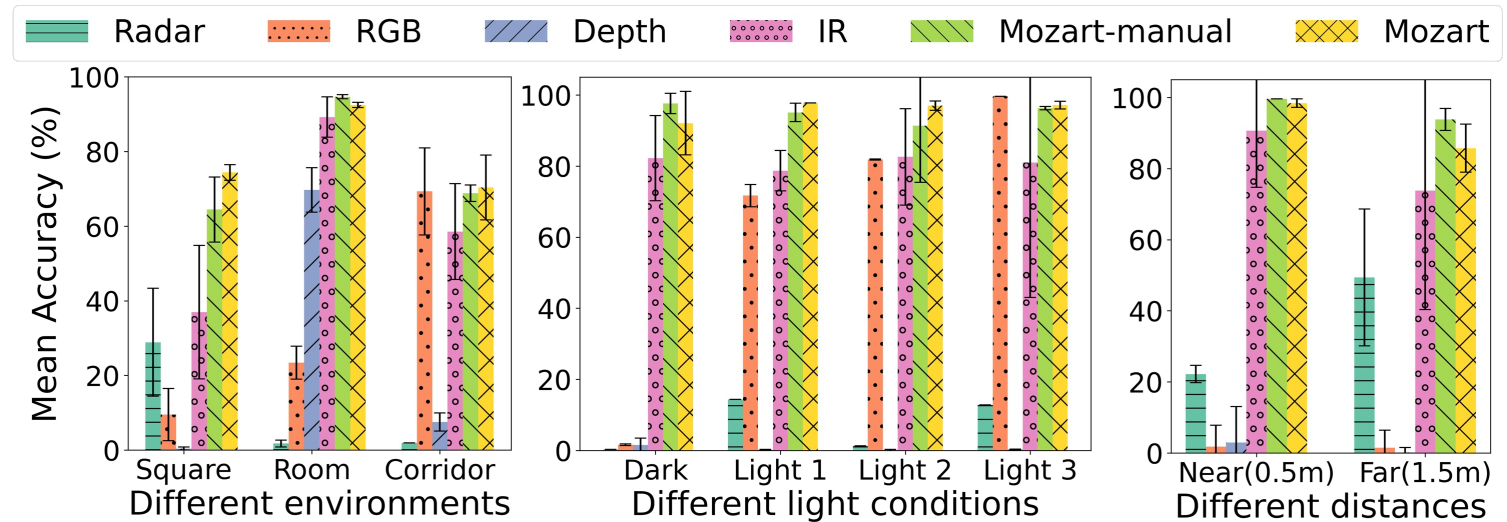 Radar RGB Depth IR Mozart-manual Mozart
Mean Accuracy (%)
100
80
60
40
20
0
Square Room Corridor
Different environments
100
80
60
40
20
0
Dark Light 1 Light 2 Light 3
Different light conditions
100
80
60
40
20
0
Near(0.5m) Far(1.5m)
Different distances